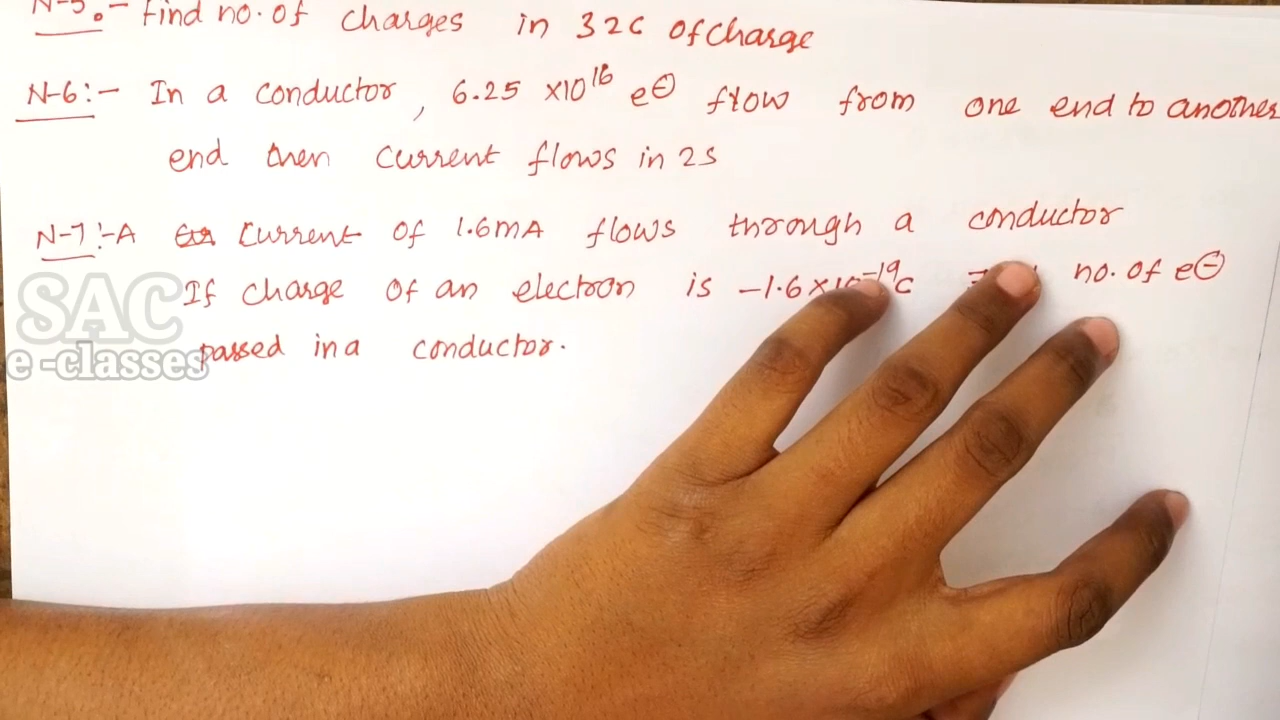 N-5:- Find no. of charges in 32C of charge
N-6:- In a conductor, 6.25 ×10¹⁶ e⊖ flow from one end to another
end then current flows in 2s
N-7:- A current of 1.6mA flows through a conductor
If charge of an electron is -1.6×10⁻¹⁹c no. of e⊖
passed in a conductor.
SAC
e-classes